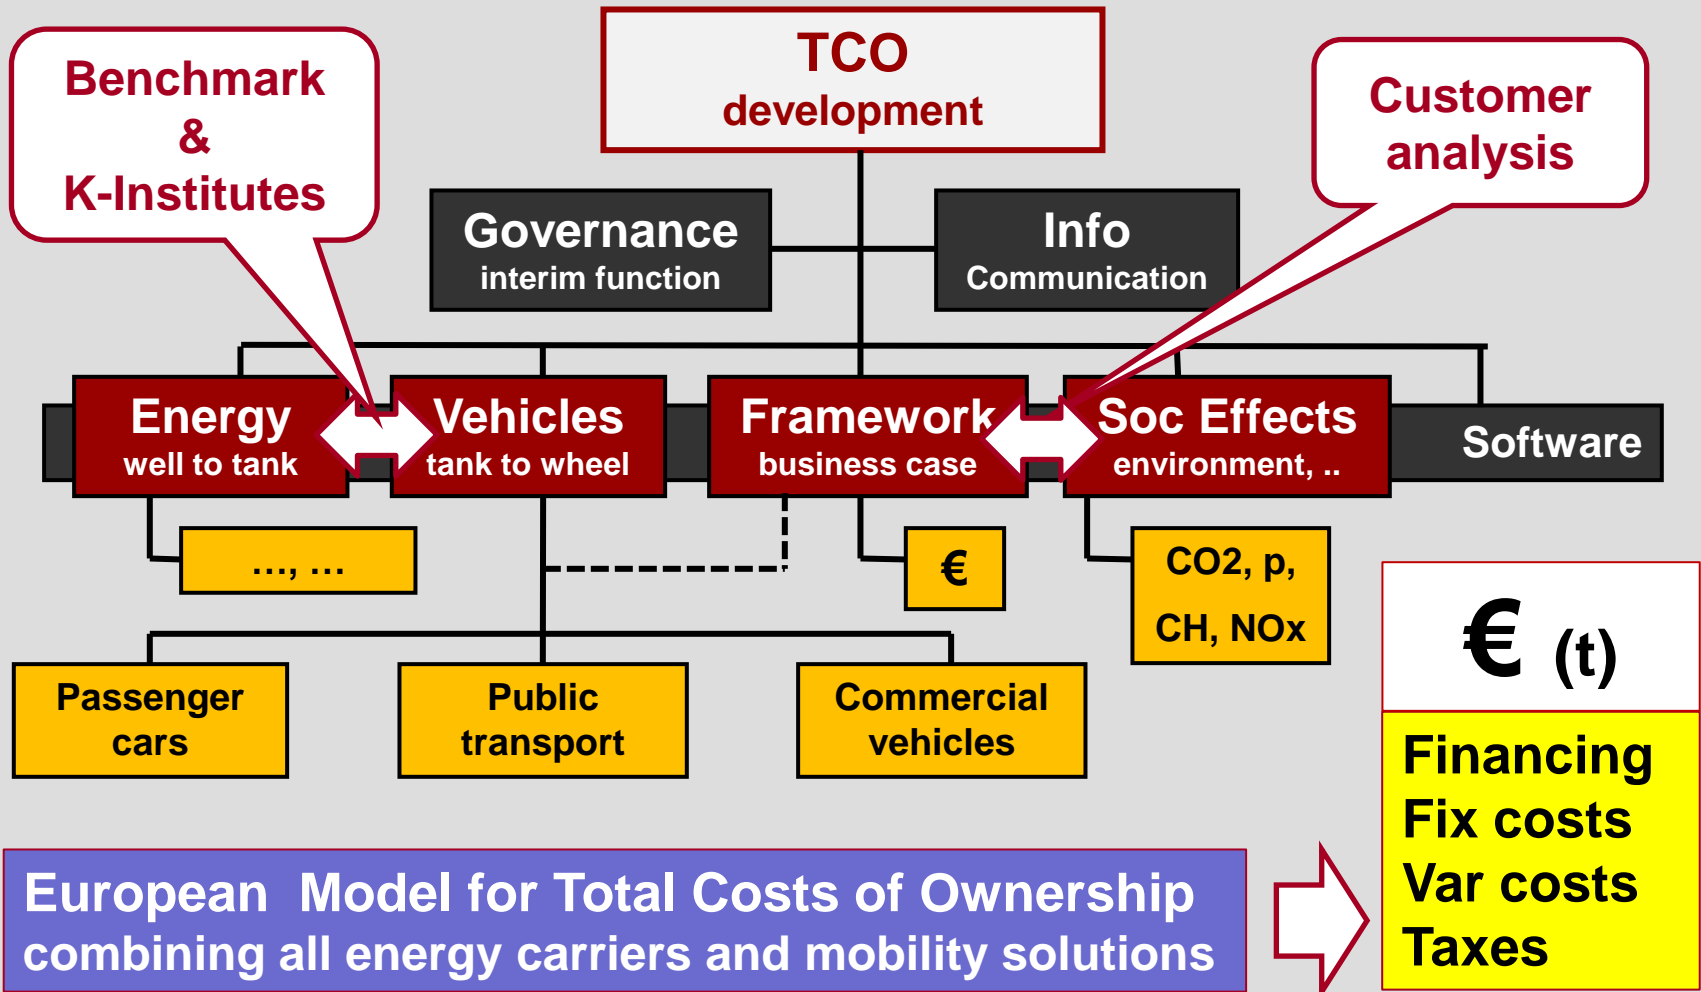 TCO
development
Benchmark
&
K-Institutes
Customer
analysis
Governance
interim function
Info
Communication
Energy
well to tank
Vehicles
tank to wheel
Framework
business case
Soc Effects
environment, ..
Software
..., ...
€
CO2, p,
CH, NOx
Passenger
cars
Public
transport
Commercial
vehicles
€ (t)
Financing
Fix costs
Var costs
Taxes
European  Model for Total Costs of Ownership
combining all energy carriers and mobility solutions